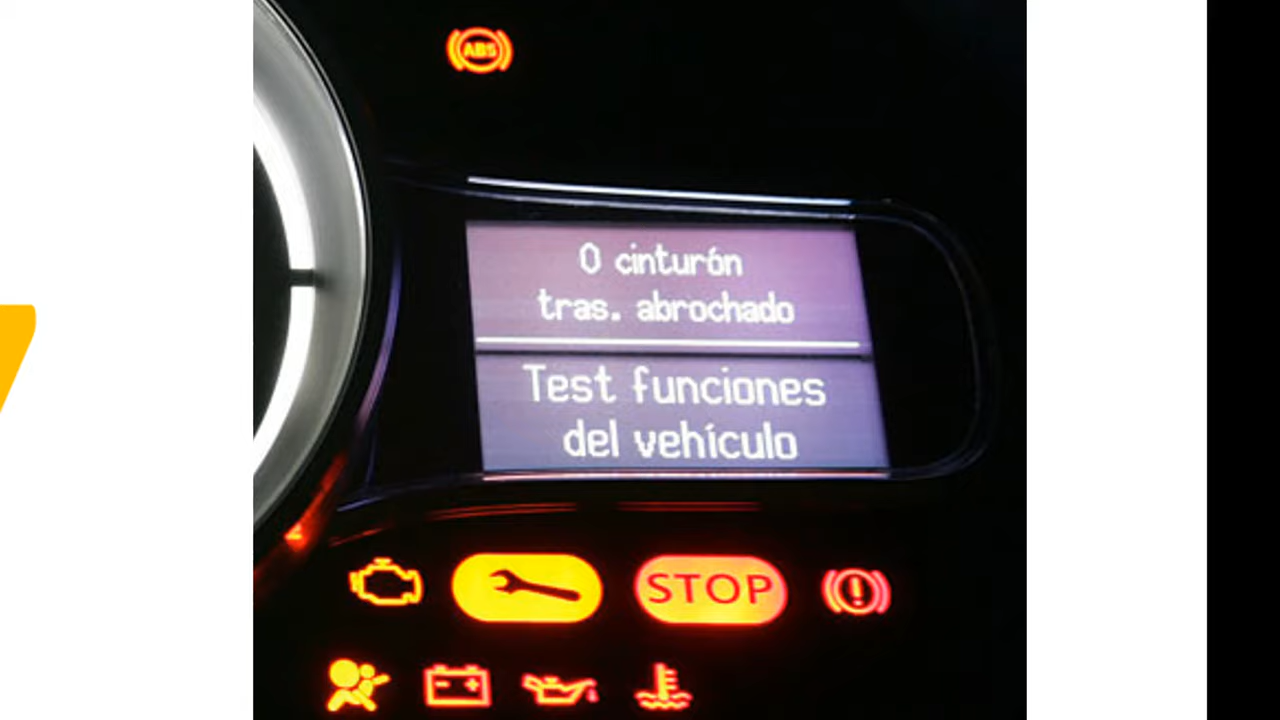 ABS
0 cinturón
tras. abrochado
Test funciones
del vehículo
STOP